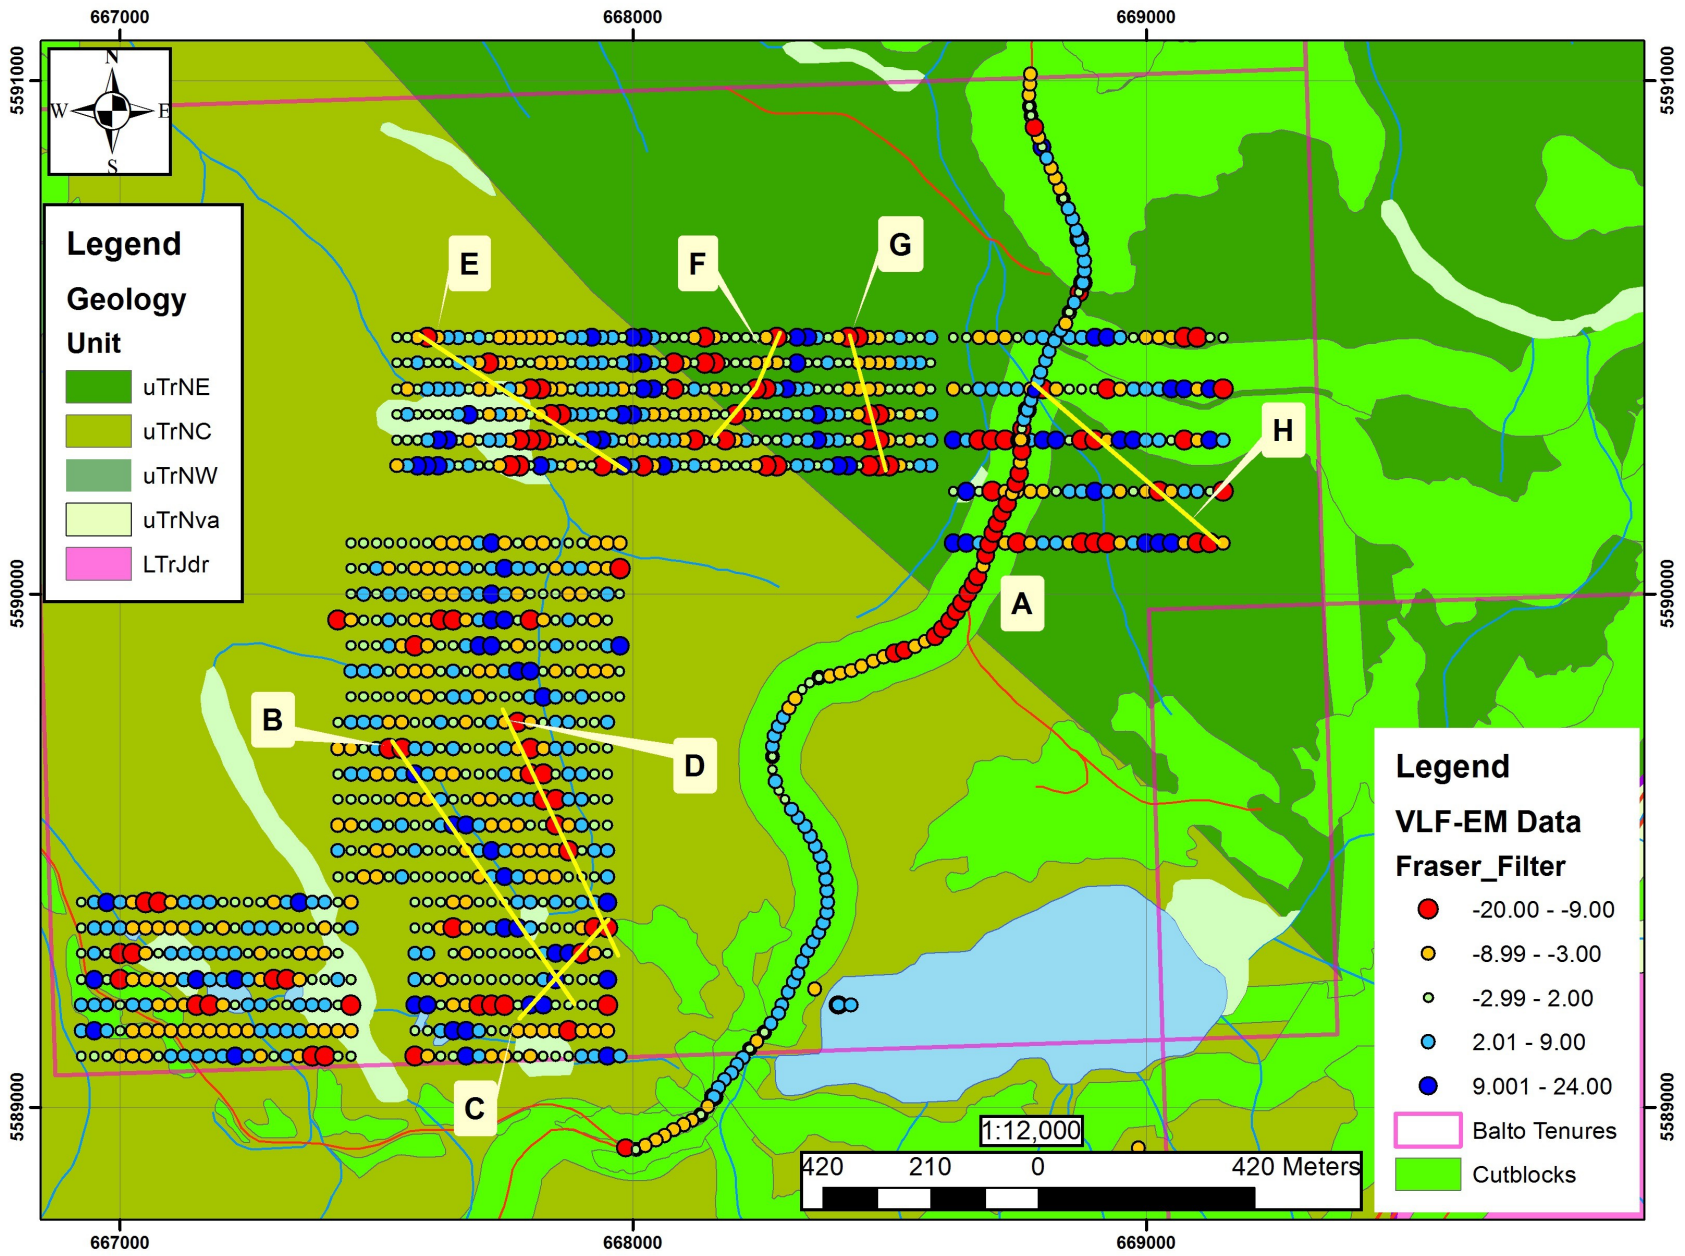 667000
668000
669000
5591000
5591000
N
W
E
S
Legend
Geology
Unit
uTrNE
uTrNC
uTrNW
uTrNva
LTrJdr
E
F
G
H
A
5590000
5590000
B
D
C
Legend
VLF-EM Data
Fraser_Filter
-20.00 - -9.00
-8.99 - -3.00
-2.99 - 2.00
2.01 - 9.00
9.001 - 24.00
Balto Tenures
Cutblocks
5589000
5589000
1:12,000
420 210 0 420 Meters
667000
668000
669000